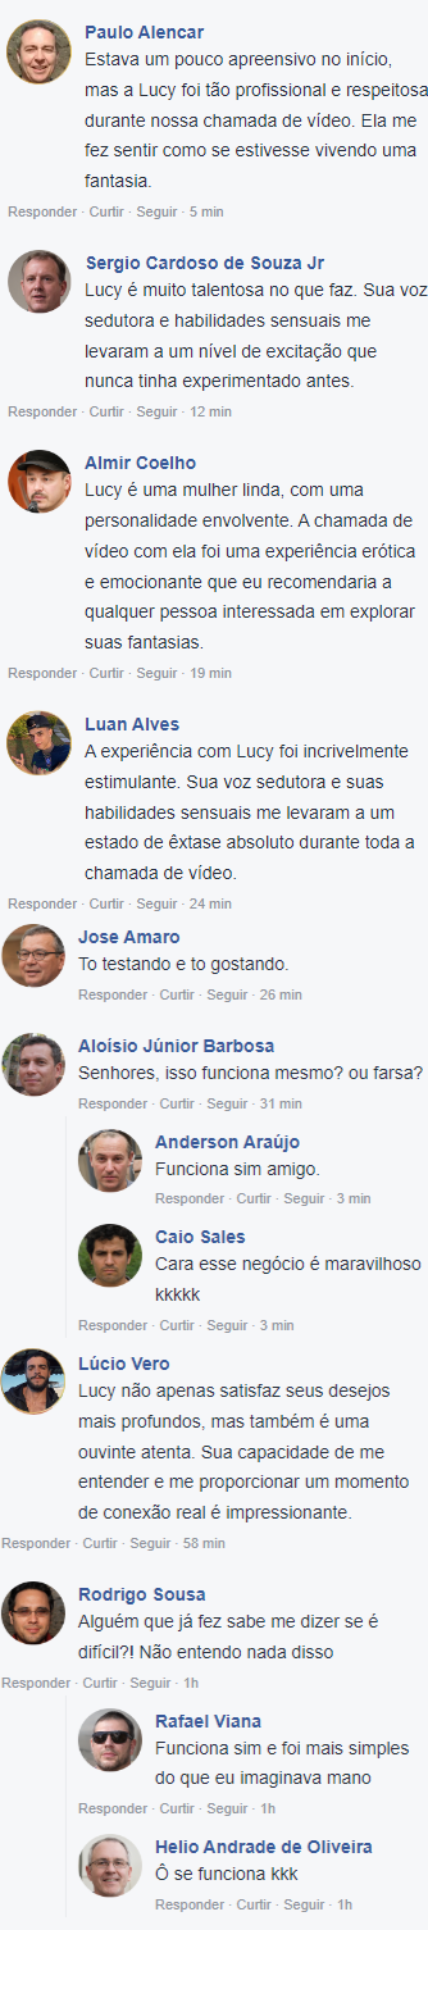 Paulo Alencar
Estava um pouco apreensivo no início,
mas a Lucy foi tão profissional e respeitosa
durante nossa chamada de vídeo. Ela me
fez sentir como se estivesse vivendo uma
fantasia.
Responder · Curtir · Seguir · 5 min
Sergio Cardoso de Souza Jr
Lucy é muito talentosa no que faz. Sua voz
sedutora e habilidades sensuais me
levaram a um nível de excitação que
nunca tinha experimentado antes.
Responder · Curtir · Seguir · 12 min
Almir Coelho
Lucy é uma mulher linda, com uma
personalidade envolvente. A chamada de
vídeo com ela foi uma experiência erótica
e emocionante que eu recomendaria a
qualquer pessoa interessada em explorar
suas fantasias.
Responder · Curtir · Seguir · 19 min
Luan Alves
A experiência com Lucy foi incrivelmente
estimulante. Sua voz sedutora e suas
habilidades sensuais me levaram a um
estado de êxtase absoluto durante toda a
chamada de vídeo.
Responder · Curtir · Seguir · 24 min
Jose Amaro
To testando e to gostando.
Responder · Curtir · Seguir · 26 min
Aloísio Júnior Barbosa
Senhores, isso funciona mesmo? ou farsa?
Responder · Curtir · Seguir · 31 min
Anderson Araújo
Funciona sim amigo.
Responder · Curtir · Seguir · 3 min
Caio Sales
Cara esse negócio é maravilhoso
kkkkk
Responder · Curtir · Seguir · 3 min
Lúcio Vero
Lucy não apenas satisfaz seus desejos
mais profundos, mas também é uma
ouvinte atenta. Sua capacidade de me
entender e me proporcionar um momento
de conexão real é impressionante.
Responder · Curtir · Seguir · 58 min
Rodrigo Sousa
Alguém que já fez sabe me dizer se é
difícil?! Não entendo nada disso
Responder · Curtir · Seguir · 1h
Rafael Viana
Funciona sim e foi mais simples
do que eu imaginava mano
Responder · Curtir · Seguir · 1h
Helio Andrade de Oliveira
Ô se funciona kkk
Responder · Curtir · Seguir · 1h